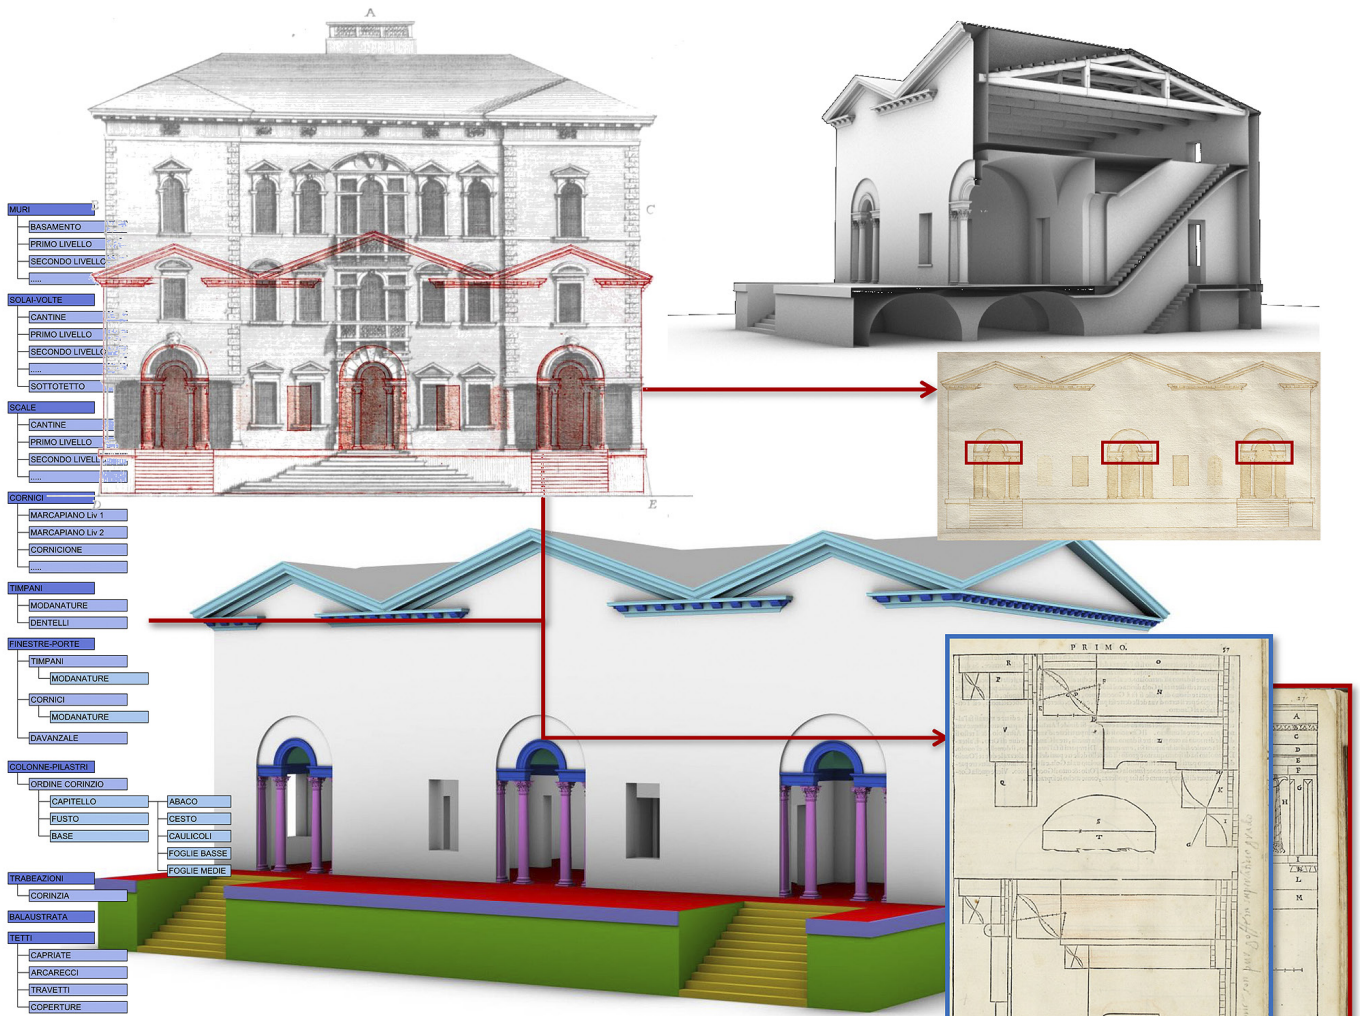 A
C
E
MURI
BASAMENTO
PRIMO LIVELLO
SECONDO LIVELLO
.....
SOLAI-VOLTE
CANTINE
PRIMO LIVELLO
SECONDO LIVELLO
.....
SOTTOTETTO
SCALE
CANTINE
PRIMO LIVELLO
SECONDO LIVELL
.....
CORNICI
MARCAPIANO Liv 1
MARCAPIANO Liv 2
CORNICIONE
.....
TIMPANI
MODANATURE
DENTELLI
FINESTRE-PORTE
TIMPANI
MODANATURE
CORNICI
MODANATURE
DAVANZALE
COLONNE-PILASTRI
ORDINE CORINZIO
CAPITELLO
ABACO
FUSTO
CESTO
BASE
CAULICOLI
FOGLIE BASSE
FOGLIE MEDIE
TRABEAZIONI
CORINZIA
BALAUSTRATA
TETTI
CAPRIATE
ARCARECCI
TRAVETTI
COPERTURE
PRIMO. 57
R
O
P
A
F
N
E
D
V
L
Q
K
I
S
T
G
A
C
D
E
F
G
H
I
L
M